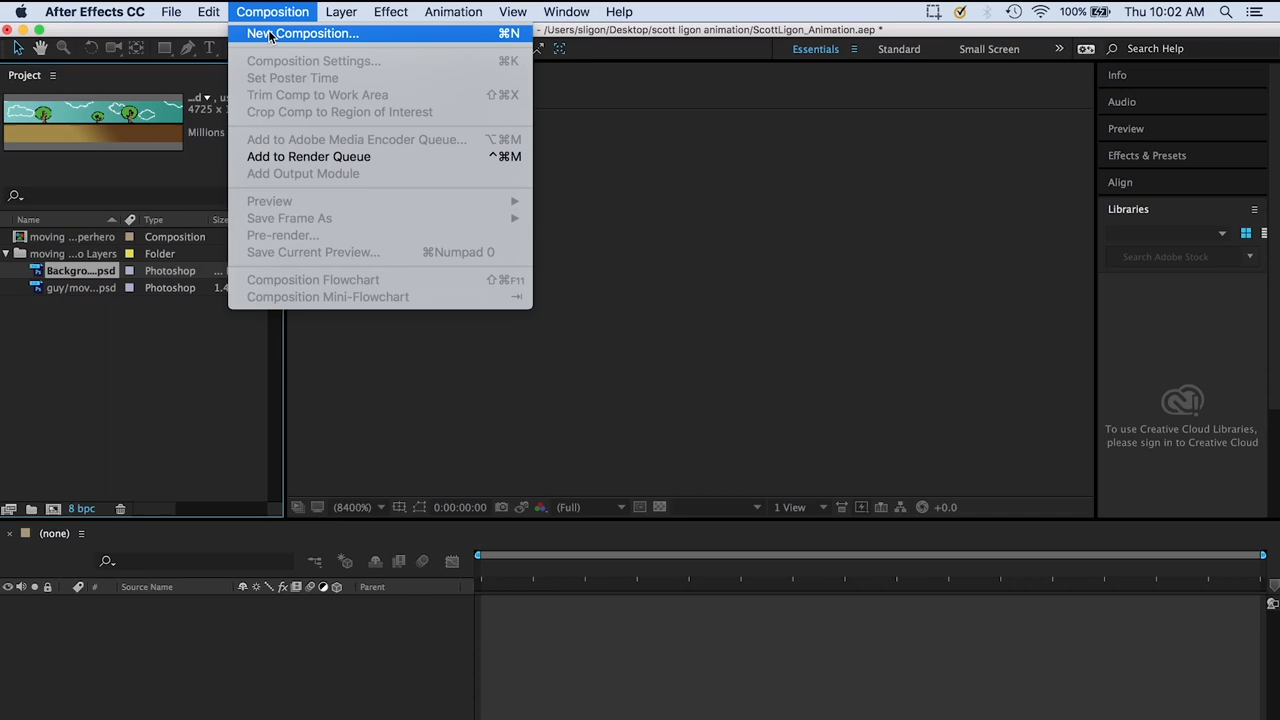 After Effects CC File Edit Composition Layer Effect Animation View Window Help 100% Thu 10:02 AM
- /Users/sligon/Desktop/scott ligon animation/ScottLigon_Animation.aep *
New Composition... ⌘N
Composition Settings... ⌘K
Set Poster Time
Trim Comp to Work Area ⇧⌘X
Crop Comp to Region of Interest
Add to Adobe Media Encoder Queue... ⌥⌘M
Add to Render Queue ^⌘M
Add Output Module
Preview
Save Frame As
Pre-render...
Save Current Preview... ⌘Numpad 0
Composition Flowchart ⇧⌘F11
Composition Mini-Flowchart
T
Essentials Standard Small Screen >> Search Help
Project
...d ▾, us
4725 x 1
Millions
Name Type Size
moving ...perhero Composition
moving ...o Layers Folder
Backgro....psd Photoshop ...
guy/mov...psd Photoshop 1.4
8 bpc
(8400%) 0:00:00:00 (Full) 1 View +0.0
Info
Audio
Preview
Effects & Presets
Align
Libraries
Search Adobe Stock
To use Creative Cloud Libraries,
please sign in to Creative Cloud
× (none)
# Source Name fx Parent